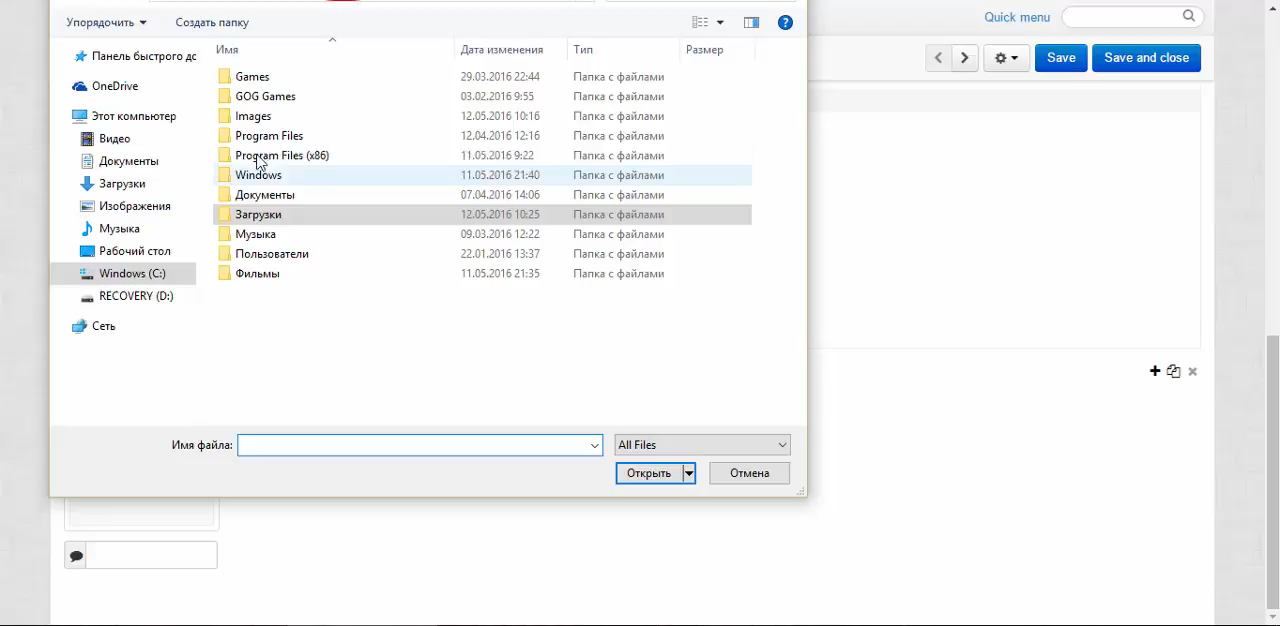 Упорядочить Создать папку
Quick menu
Имя Дата изменения Тип Размер
Save Save and close
Панель быстрого дс
OneDrive
Этот компьютер
Видео
Документы
Загрузки
Изображения
Музыка
Рабочий стол
Windows (C:)
RECOVERY (D:)
Сеть
Games 29.03.2016 22:44 Папка с файлами
GOG Games 03.02.2016 9:55 Папка с файлами
Images 12.05.2016 10:16 Папка с файлами
Program Files 12.04.2016 12:16 Папка с файлами
Program Files (x86) 11.05.2016 9:22 Папка с файлами
Windows 11.05.2016 21:40 Папка с файлами
Документы 07.04.2016 14:06 Папка с файлами
Загрузки 12.05.2016 10:25 Папка с файлами
Музыка 09.03.2016 12:22 Папка с файлами
Пользователи 22.01.2016 13:37 Папка с файлами
Фильмы 11.05.2016 21:35 Папка с файлами
Имя файла: All Files
Открыть Отмена